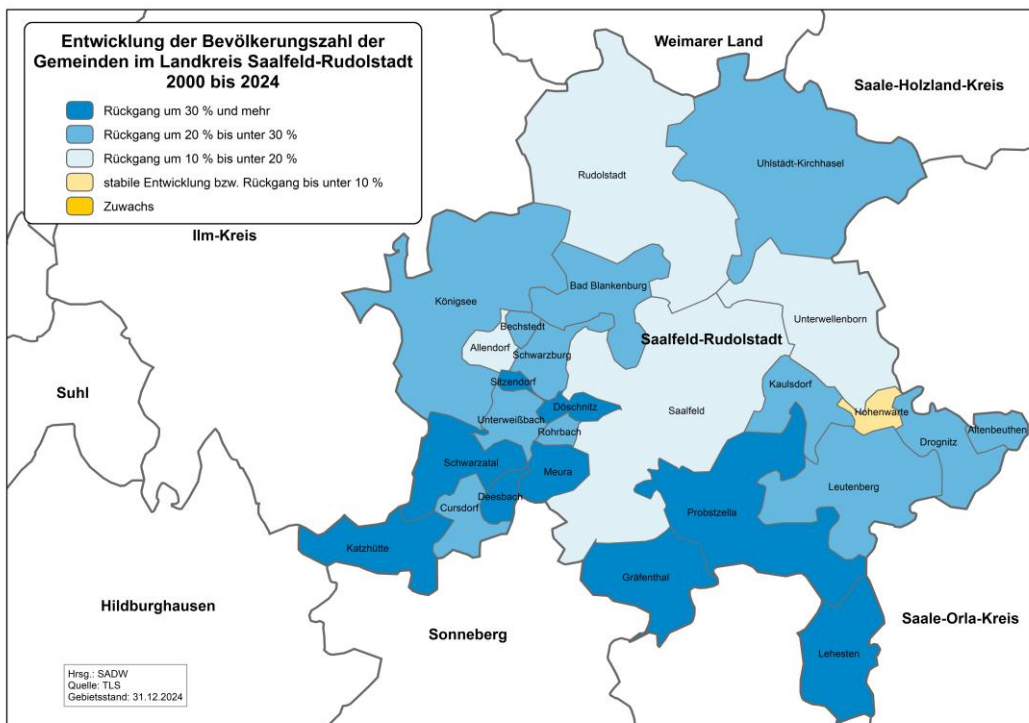 Entwicklung der Bevölkerungszahl der
Gemeinden im Landkreis Saalfeld-Rudolstadt
2000 bis 2024
Rückgang um 30 % und mehr
Rückgang um 20 % bis unter 30 %
Rückgang um 10 % bis unter 20 %
stabile Entwicklung bzw. Rückgang bis unter 10 %
Zuwachs
Weimarer Land
Saale-Holzland-Kreis
Uhlstädt-Kirchhasel
Rudolstadt
Ilm-Kreis
Bad Blankenburg
Königsee
Unterwellenborn
Bechstedt
Saalfeld-Rudolstadt
Allendorf
Schwarzburg
Sitzendorf
Kaulsdorf
Suhl
Döschnitz
Saalfeld
Hohenwarte
Unterweißbach
Altenbeuthen
Rohrbach
Drognitz
Schwarzatal
Meura
Leutenberg
Deesbach
Cursdorf
Probstzella
Katzhütte
Gräfenthal
Hildburghausen
Saale-Orla-Kreis
Sonneberg
Lehesten
Hrsg.: SADW
Quelle: TLS
Gebietsstand: 31.12.2024